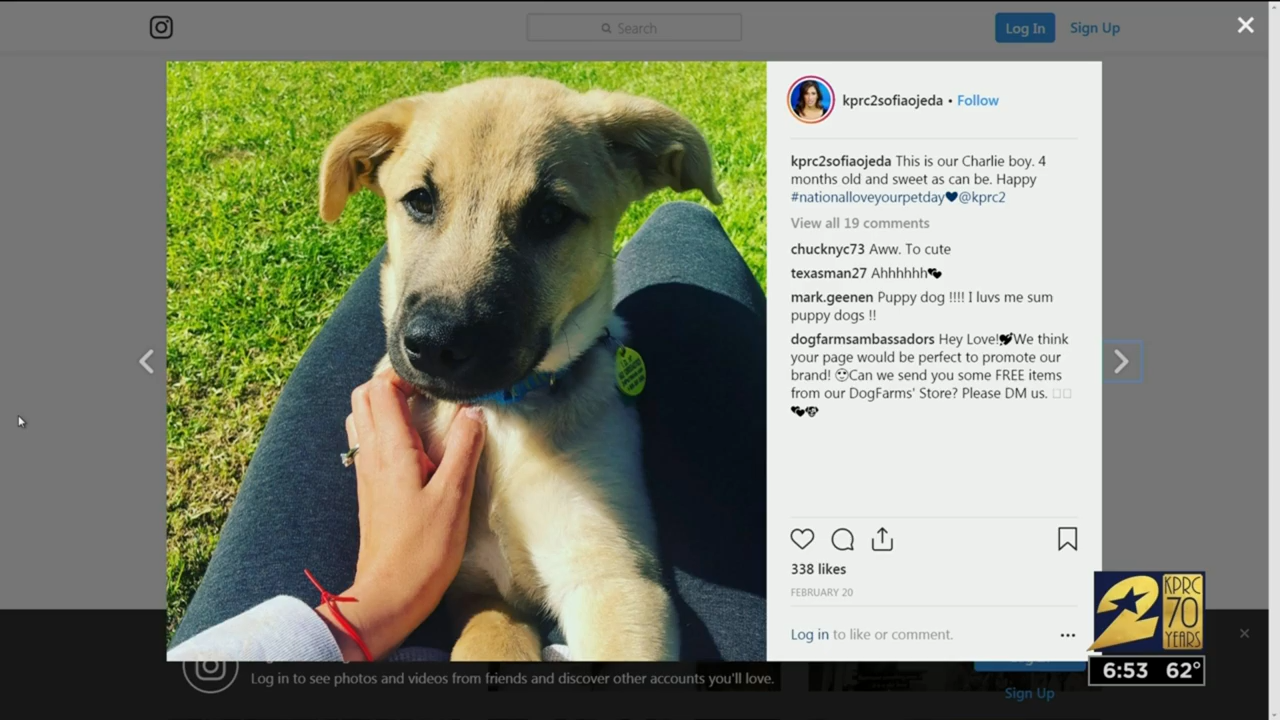 Search
Log In
Sign Up
kprc2sofiaojeda • Follow
kprc2sofiaojeda This is our Charlie boy. 4
months old and sweet as can be. Happy
#nationalloveyourpetday🖤@kprc2
View all 19 comments
chucknyc73 Aww. To cute
texasman27 Ahhhhhh💕
mark.geenen Puppy dog !!!! I luvs me sum
puppy dogs !!
dogfarmsambassadors Hey Love!💘We think
your page would be perfect to promote our
brand! 😍Can we send you some FREE items
from our DogFarms' Store? Please DM us.
338 likes
FEBRUARY 20
Log in to like or comment.
2
KPRC
70
YEARS
6:53 62°
Log in to see photos and videos from friends and discover other accounts you'll love.
Sign Up